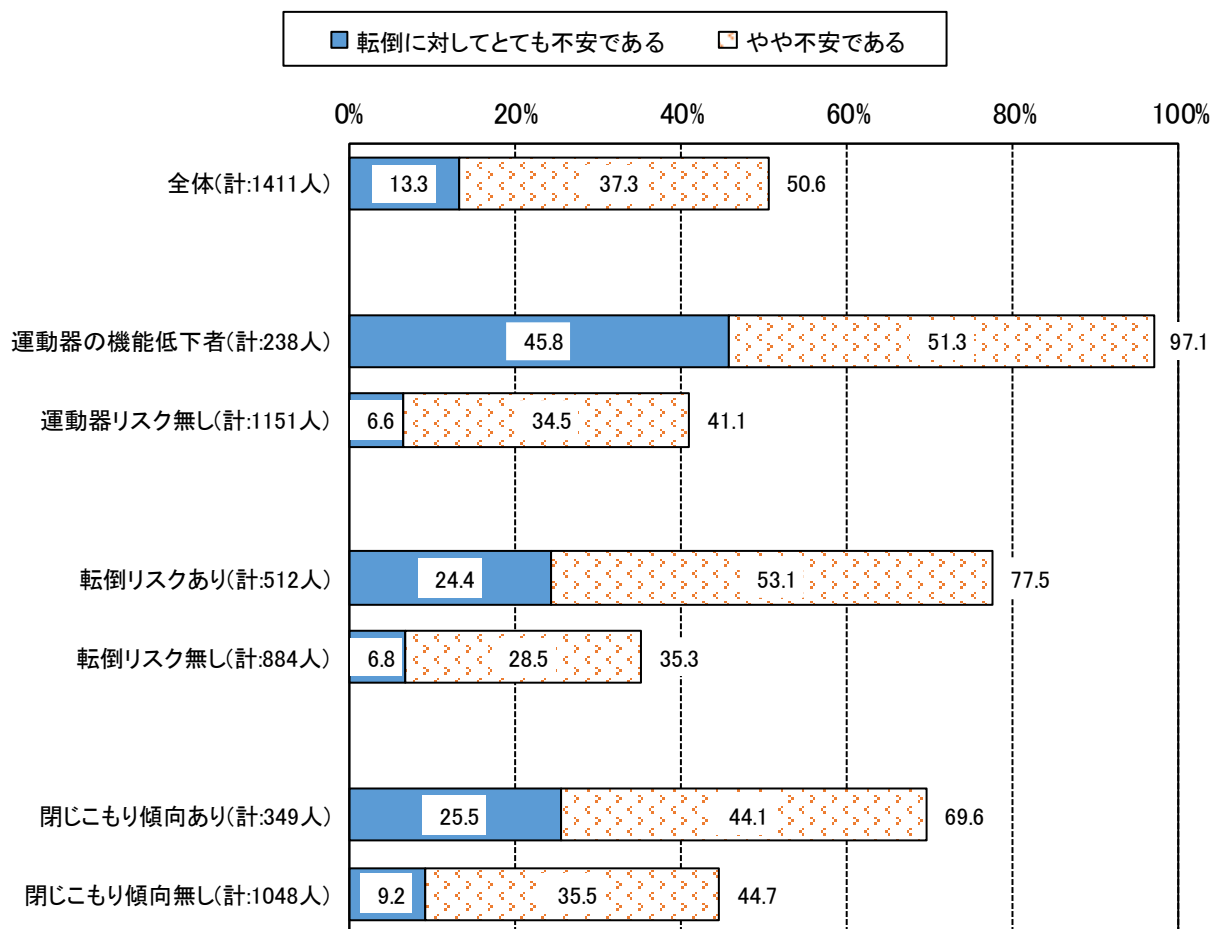 転倒に対してとても不安である やや不安である
0% 20% 40% 60% 80% 100%
全体(計:1411人) 13.3 37.3 50.6
運動器の機能低下者(計:238人) 45.8 51.3 97.1
運動器リスク無し(計:1151人) 6.6 34.5 41.1
転倒リスクあり(計:512人) 24.4 53.1 77.5
転倒リスク無し(計:884人) 6.8 28.5 35.3
閉じこもり傾向あり(計:349人) 25.5 44.1 69.6
閉じこもり傾向無し(計:1048人) 9.2 35.5 44.7